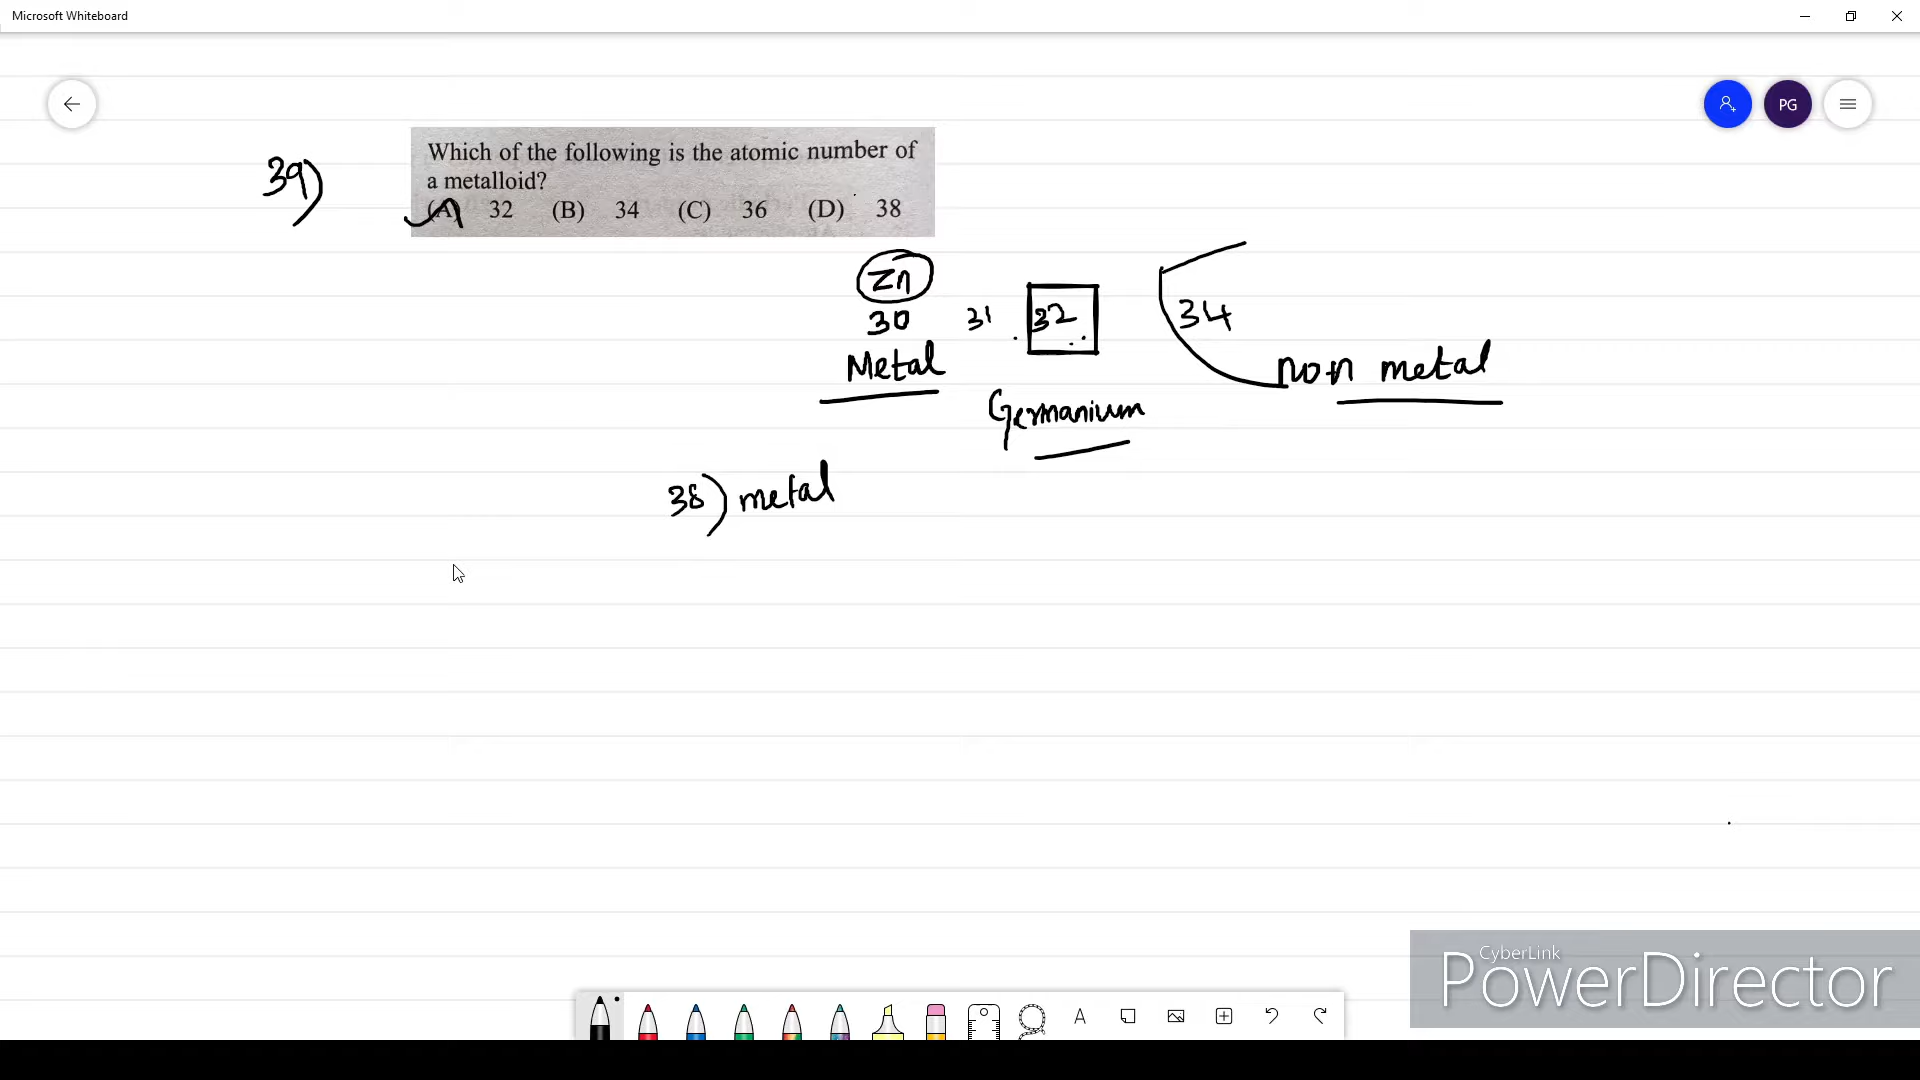 Microsoft Whiteboard
PG
39)
Which of the following is the atomic number of
a metalloid?
(A) 32 (B) 34 (C) 36 (D) 38
Zn
30 31 32 34
Metal
non metal
Germanium
38) metal
CyberLink
PowerDirector
A